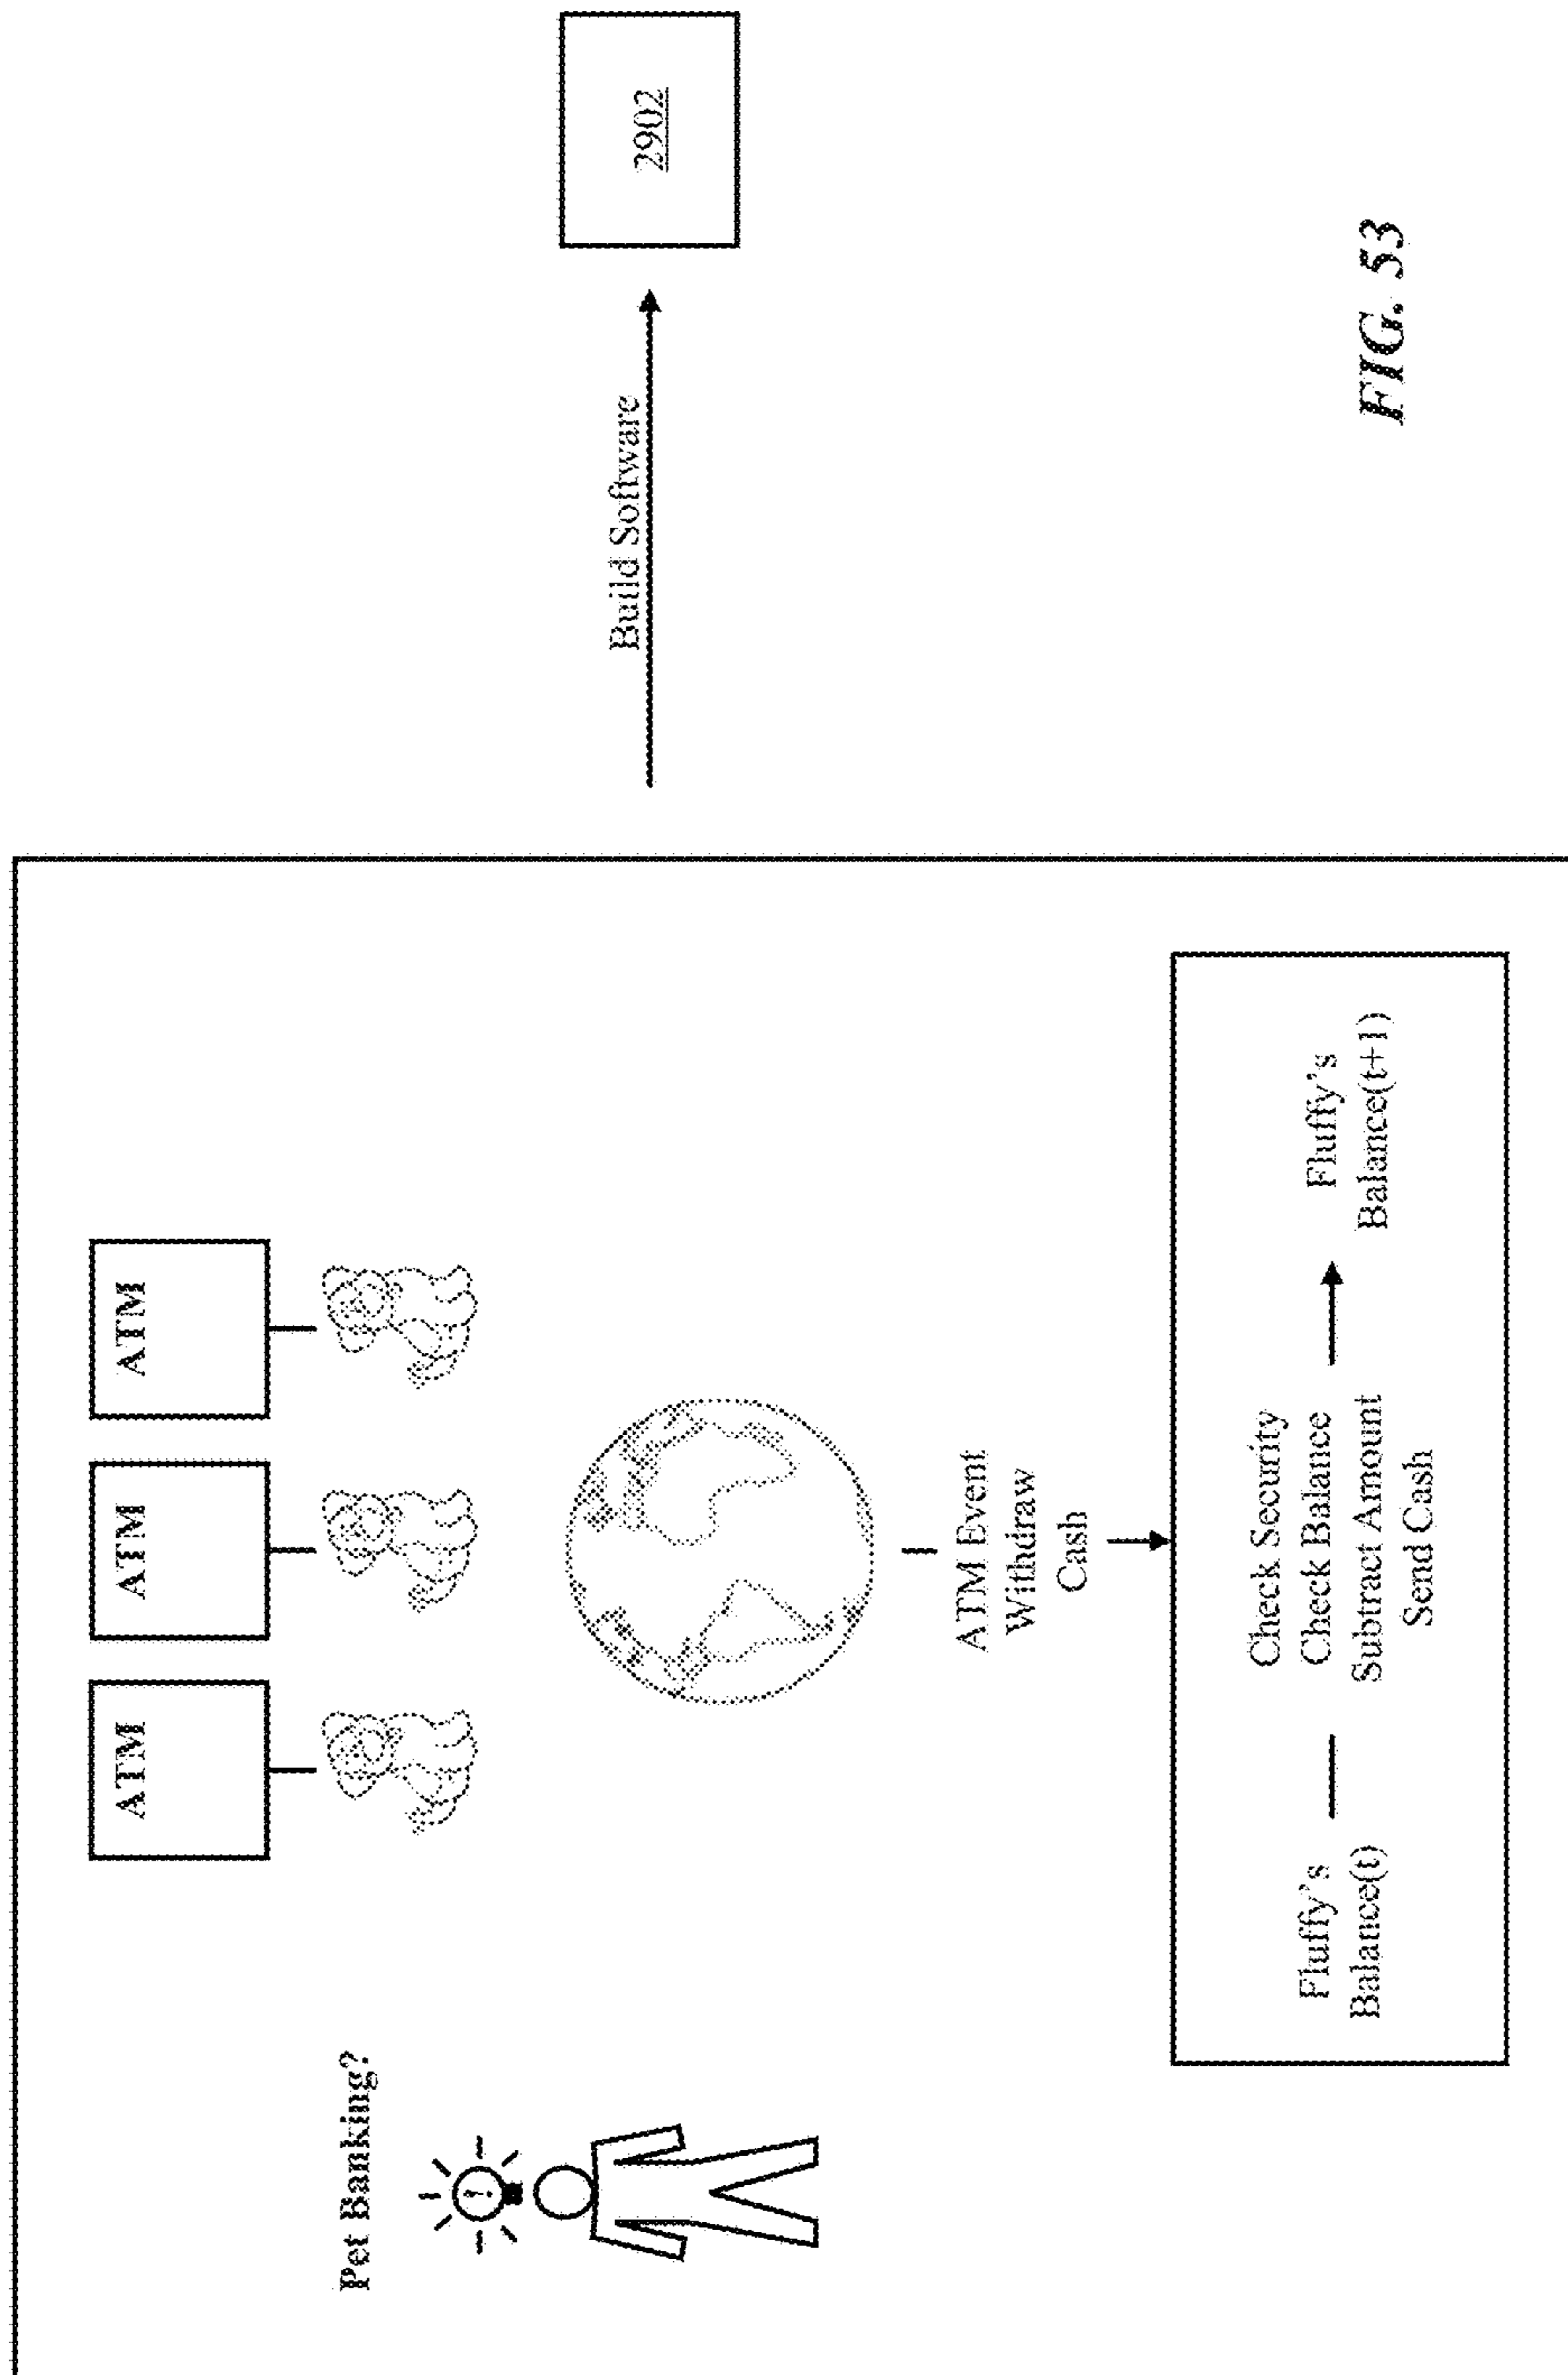 Pet Banking?
ATM
ATM
ATM
!
ATM Event
Withdraw
Cash
Fluffy's
Balance(t)
Check Security
Check Balance
Subtract Amount
Send Cash
Fluffy's
Balance(t+1)
Build Software
2902
FIG. 53